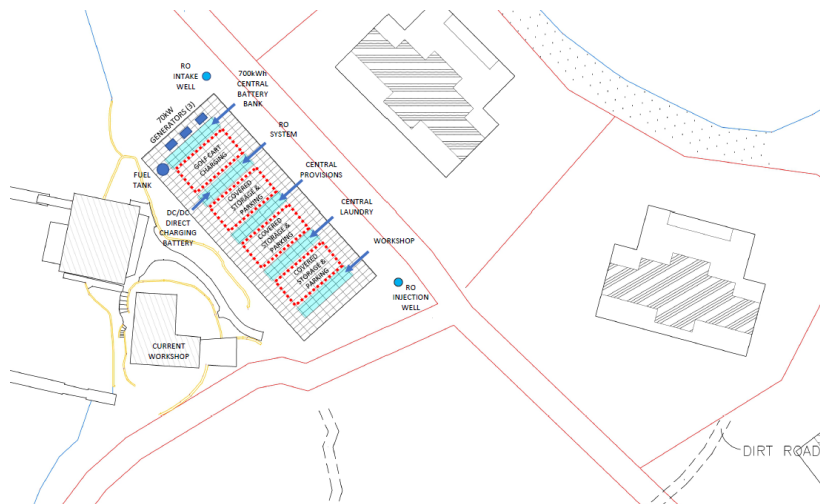 RO
INTAKE
WELL
700kWh
CENTRAL
BATTERY
BANK
70kW
GENERATORS (3)
RO
SYSTEM
GOLF CART
CHARGING
CENTRAL
PROVISIONS
FUEL
TANK
COVERED
STORAGE &
PARKING
CENTRAL
LAUNDRY
DC/DC
DIRECT
CHARGING
BATTERY
COVERED
STORAGE &
PARKING
WORKSHOP
COVERED
STORAGE &
PARKING
RO
INJECTION
WELL
CURRENT
WORKSHOP
DIRT ROAD